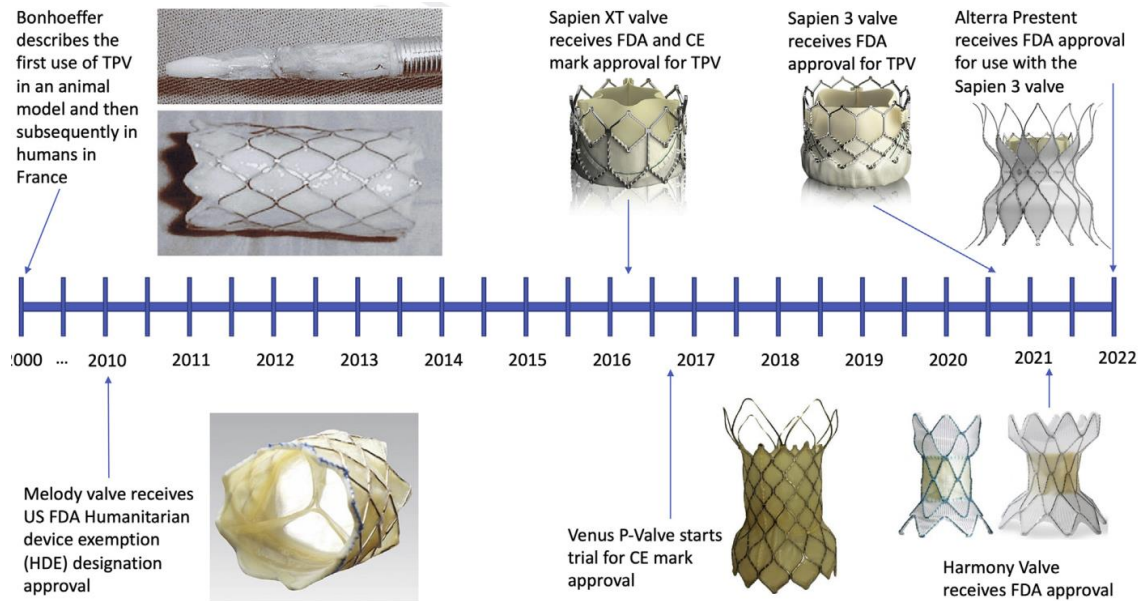 Bonhoeffer
describes the
first use of TPV
in an animal
model and then
subsequently in
humans in
France
Sapien XT valve
receives FDA and CE
mark approval for TPV
Sapien 3 valve
receives FDA
approval for TPV
Alterra Prestent
receives FDA approval
for use with the
Sapien 3 valve
2000 ... 2010 2011 2012 2013 2014 2015 2016 2017 2018 2019 2020 2021 2022
Melody valve receives
US FDA Humanitarian
device exemption
(HDE) designation
approval
Venus P-Valve starts
trial for CE mark
approval
Harmony Valve
receives FDA approval